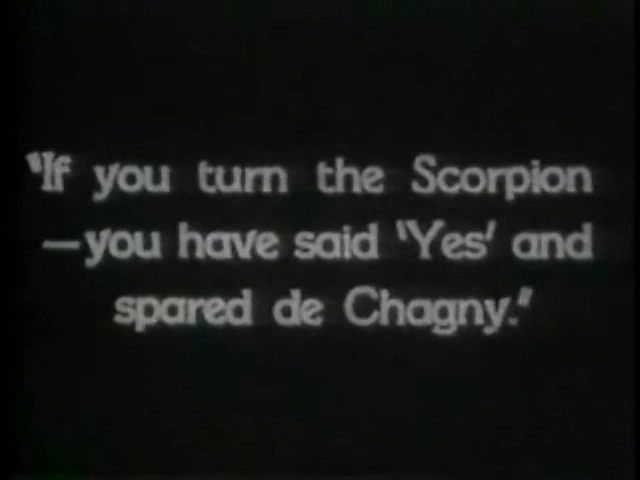 "If you turn the Scorpion
—you have said 'Yes' and
spared de Chagny."